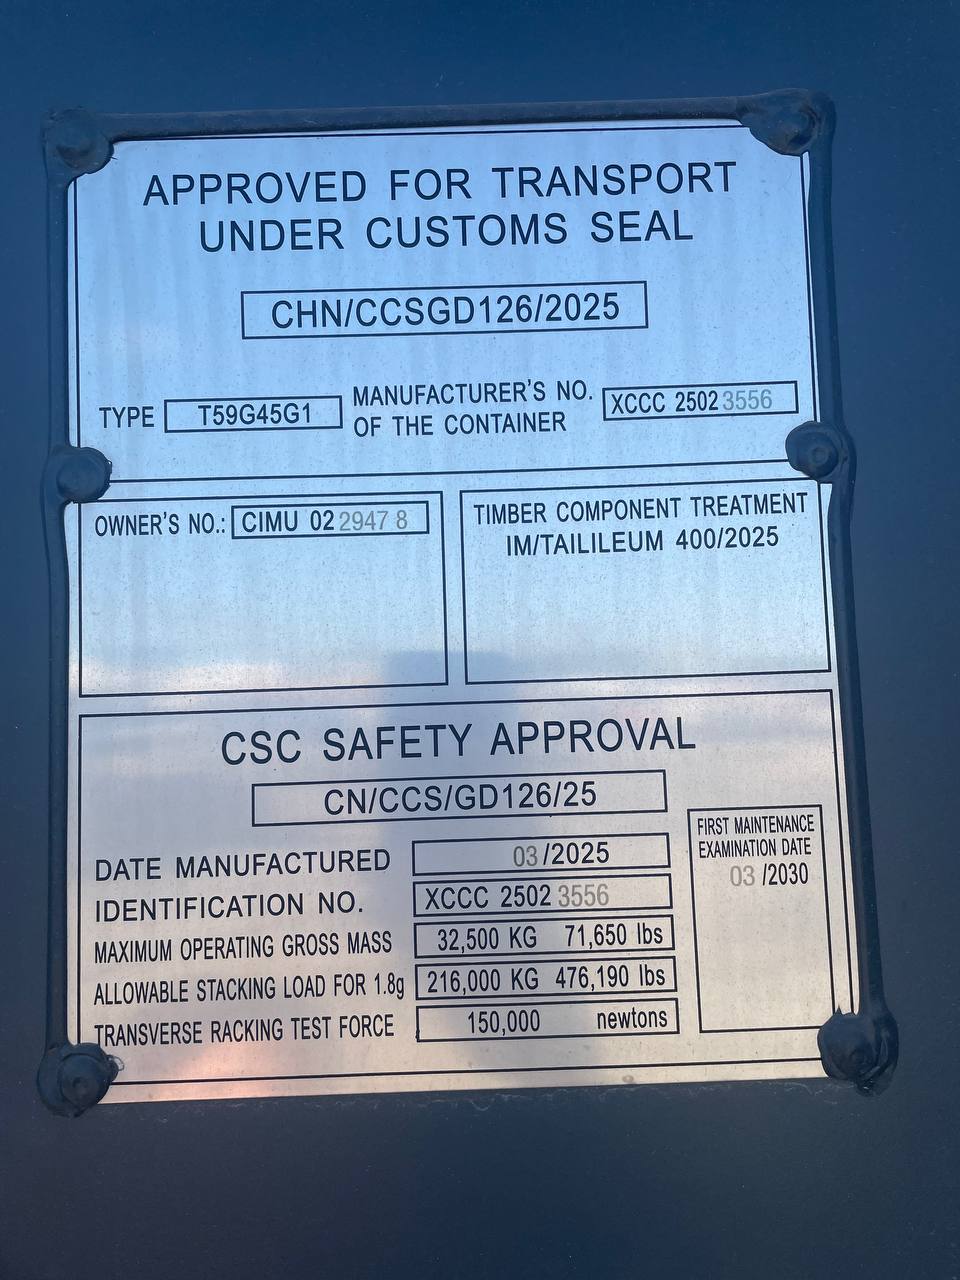 APPROVED FOR TRANSPORT
UNDER CUSTOMS SEAL
CHN/CCSGD126/2025
TYPE T59G45G1 MANUFACTURER'S NO. OF THE CONTAINER XCCC 2502 3556
OWNER'S NO.: CIMU 02 2947 8
TIMBER COMPONENT TREATMENT
IM/TAILILEUM 400/2025
CSC SAFETY APPROVAL
CN/CCS/GD126/25
DATE MANUFACTURED 03/2025
IDENTIFICATION NO. XCCC 2502 3556
MAXIMUM OPERATING GROSS MASS 32,500 KG 71,650 lbs
ALLOWABLE STACKING LOAD FOR 1.8g 216,000 KG 476,190 lbs
TRANSVERSE RACKING TEST FORCE 150,000 newtons
FIRST MAINTENANCE
EXAMINATION DATE
03 /2030